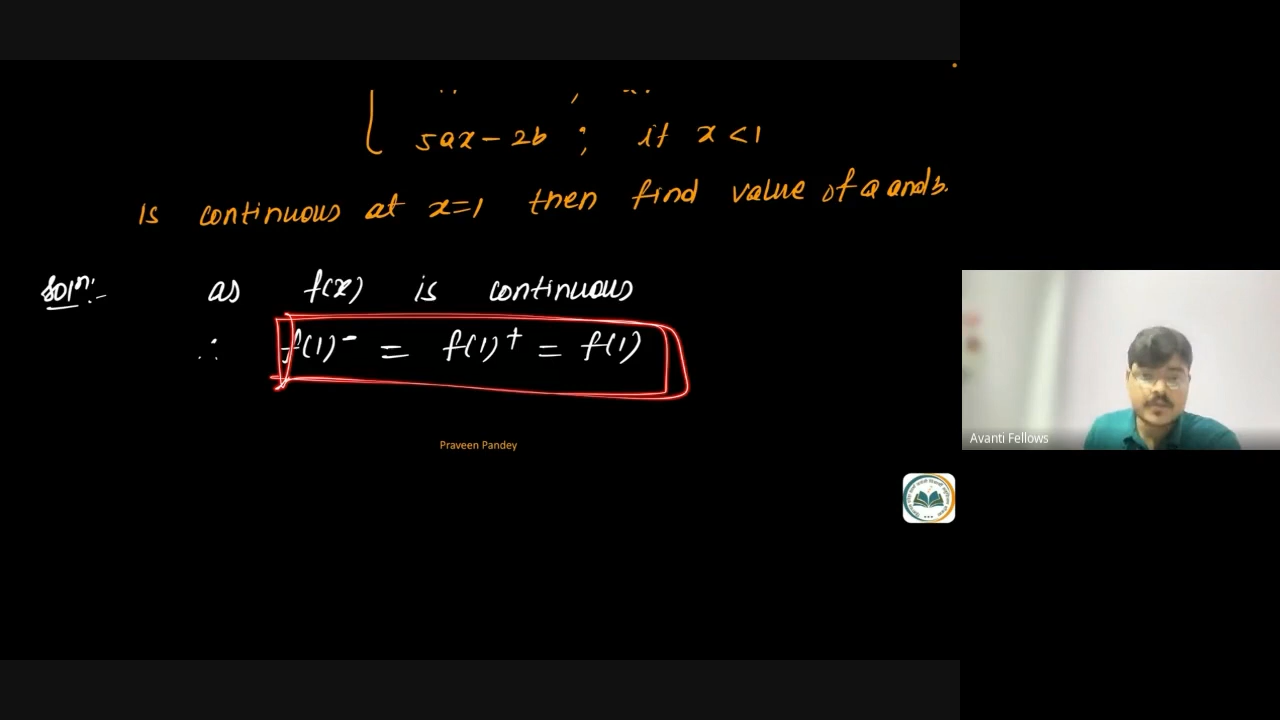 5ax - 2b ; if x < 1
is continuous at x=1 then find value of a and b.
Soln:- as f(x) is continuous
∴ f(1)⁻ = f(1)⁺ = f(1)
Praveen Pandey
Avanti Fellows